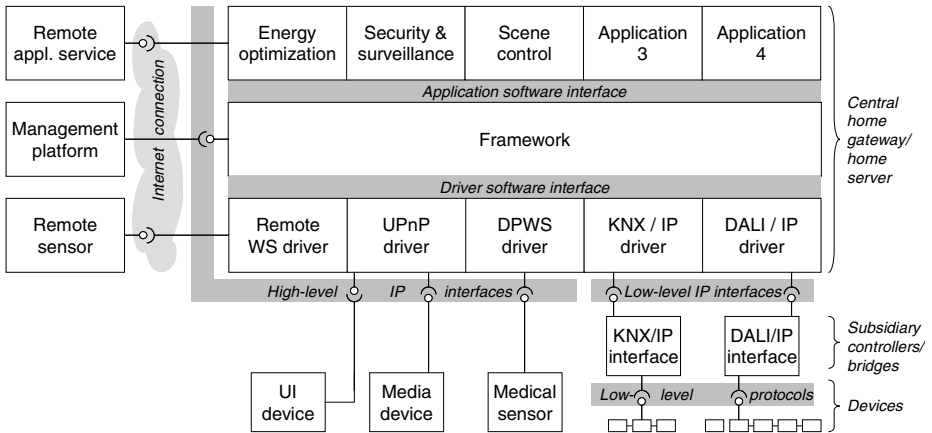 Remote
appl. service
Management
platform
Remote
sensor
Internet connection
Energy
optimization
Security &
surveillance
Scene
control
Application
3
Application
4
Application software interface
Framework
Driver software interface
Remote
WS driver
UPnP
driver
DPWS
driver
KNX / IP
driver
DALI / IP
driver
High-level IP interfaces
Low-level IP interfaces
KNX/IP
interface
DALI/IP
interface
UI
device
Media
device
Medical
sensor
Low-level protocols
Central
home
gateway/
home
server
Subsidiary
controllers/
bridges
Devices